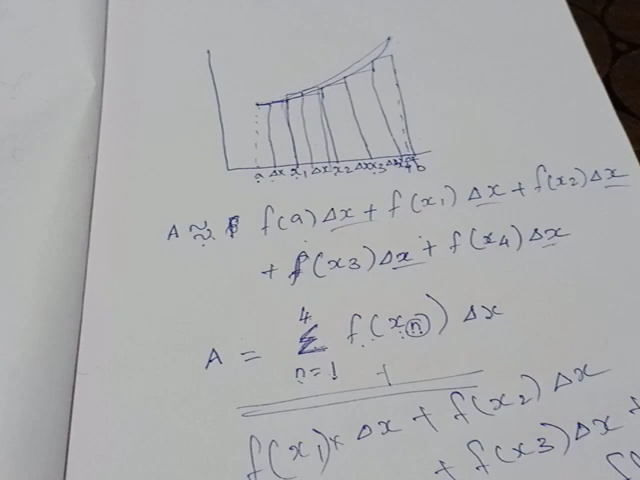 a Δx x1 Δx x2 Δx x3 Δx x4 b
A ≈ f(a) Δx + f(x1) Δx + f(x2) Δx
+ f(x3) Δx + f(x4) Δx
4
A = Σ f(xn) Δx
n=1
f(x1)* Δx + f(x2) Δx
+ f(x3) Δx +